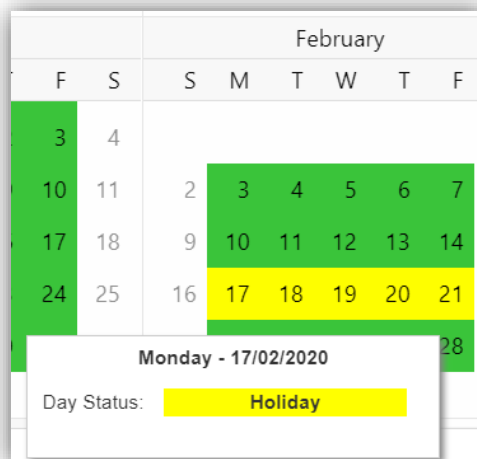 February
F S S M T W T F
3 4
10 11 2 3 4 5 6 7
17 18 9 10 11 12 13 14
24 25 16 17 18 19 20 21
28
Monday - 17/02/2020
Day Status: Holiday